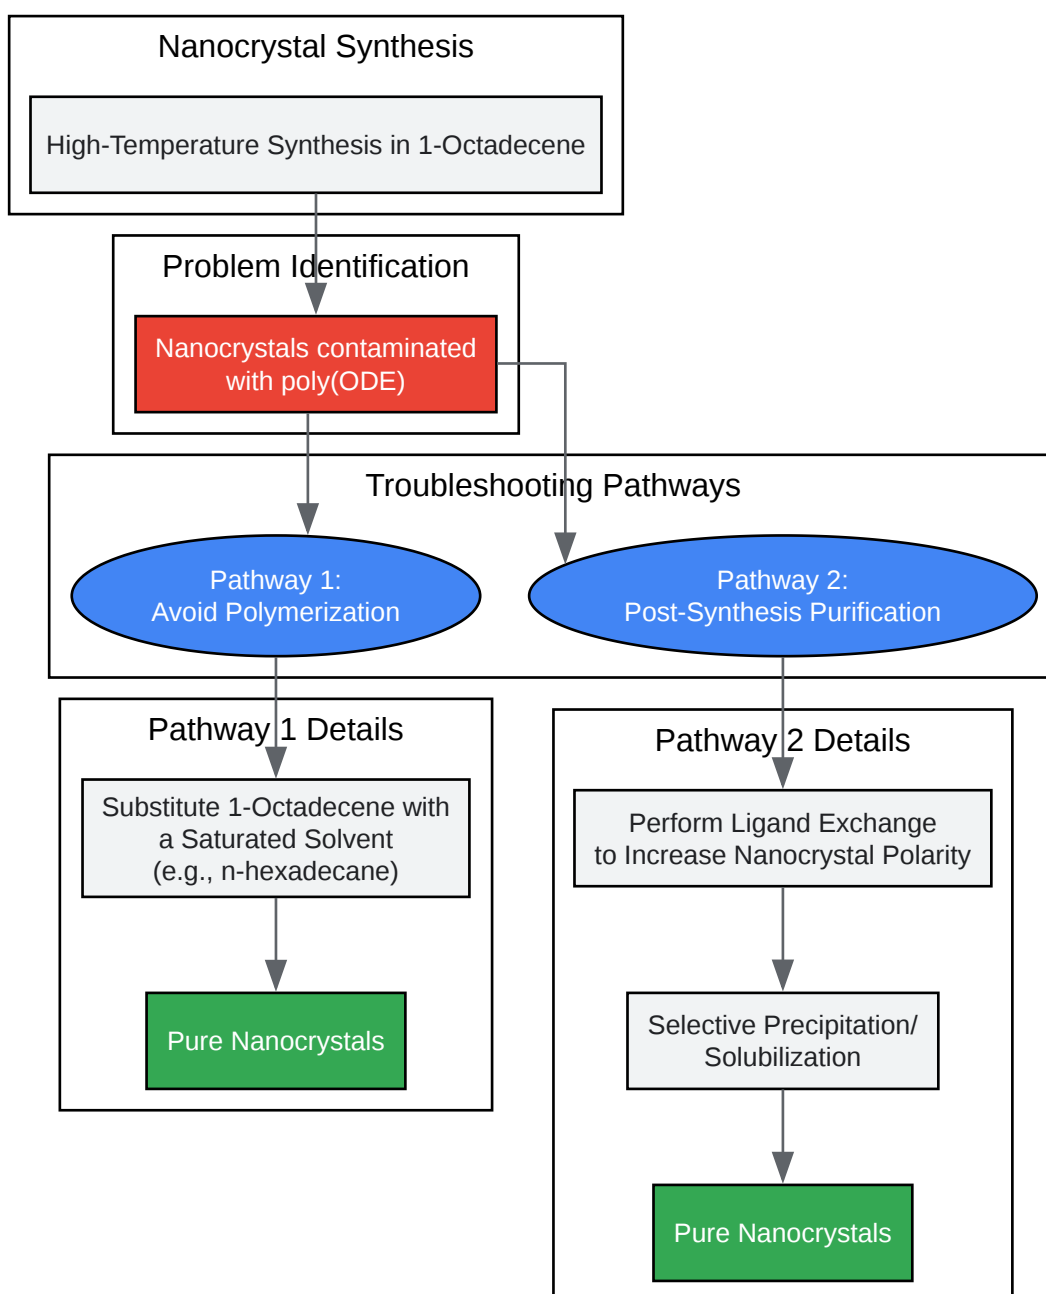 Nanocrystal Synthesis
High-Temperature Synthesis in 1-Octadecene
Problem Identification
Nanocrystals contaminated
with poly(ODE)
Troubleshooting Pathways
Pathway 1:
Avoid Polymerization
Pathway 2:
Post-Synthesis Purification
Pathway 1 Details
Substitute 1-Octadecene with
a Saturated Solvent
(e.g., n-hexadecane)
Pure Nanocrystals
Pathway 2 Details
Perform Ligand Exchange
to Increase Nanocrystal Polarity
Selective Precipitation/
Solubilization
Pure Nanocrystals